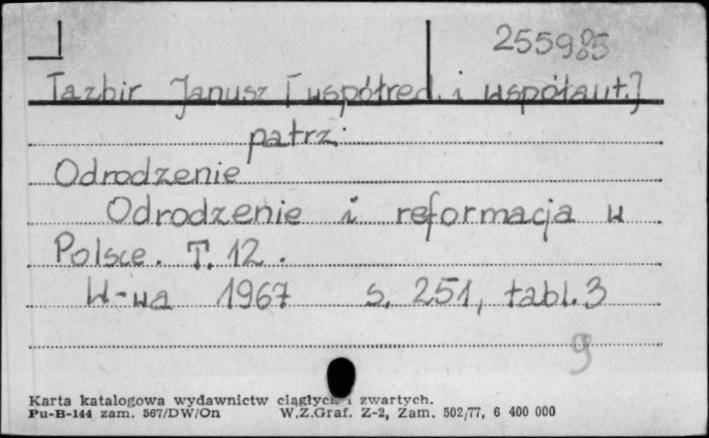 255985
Tazbir Janusz [współred. i współaut.]
patrz:
Odrodzenie
Odrodzenie i reformacja w
Polsce. T. 12.
W-wa 1967 s. 251, tabl. 3
9
Karta katalogowa wydawnictw ciągłych i zwartych.
Pu-B-144 zam. 567/DW/On W.Z.Graf. Z-2, Zam. 502/77, 6 400 000